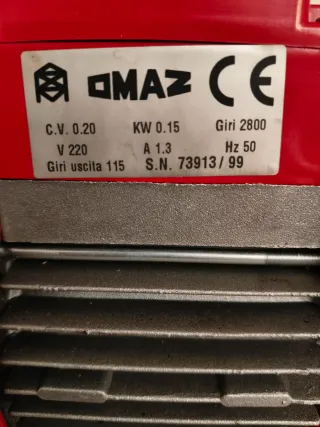 OMAZ CE
C.V. 0.20 KW 0.15 Giri 2800
V 220 A 1.3 Hz 50
Giri uscita 115 S.N. 73913/99